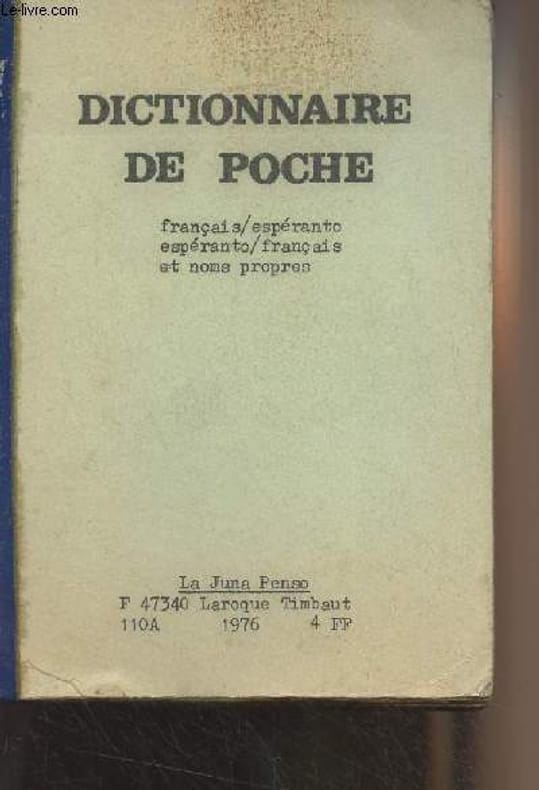 Le-livre.com
DICTIONNAIRE
DE POCHE
français/espéranto
espéranto/français
et noms propres
La Juna Penso
F 47340 Laroque Timbaut
110A 1976 4 FF